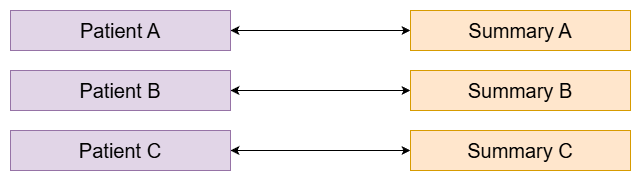 Patient A
Summary A
Patient B
Summary B
Patient C
Summary C